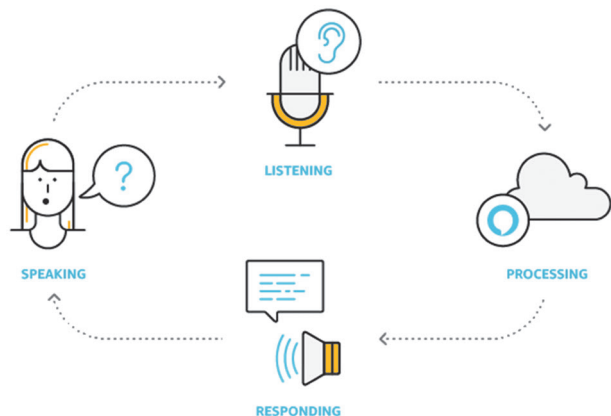 LISTENING
?
SPEAKING
PROCESSING
RESPONDING